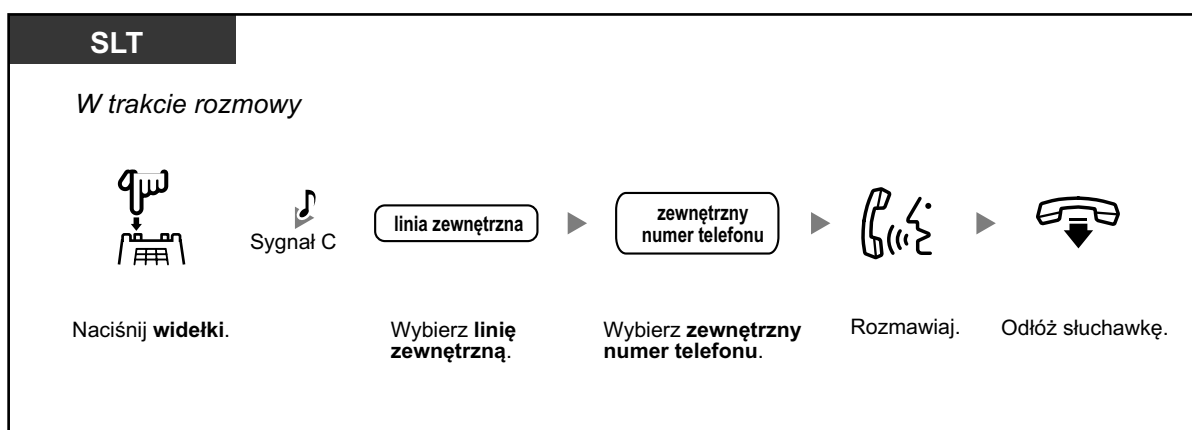 SLT
W trakcie rozmowy
Sygnał C
linia zewnętrzna
zewnętrzny
numer telefonu
Naciśnij widełki.
Wybierz linię
zewnętrzną.
Wybierz zewnętrzny
numer telefonu.
Rozmawiaj.
Odłóż słuchawkę.